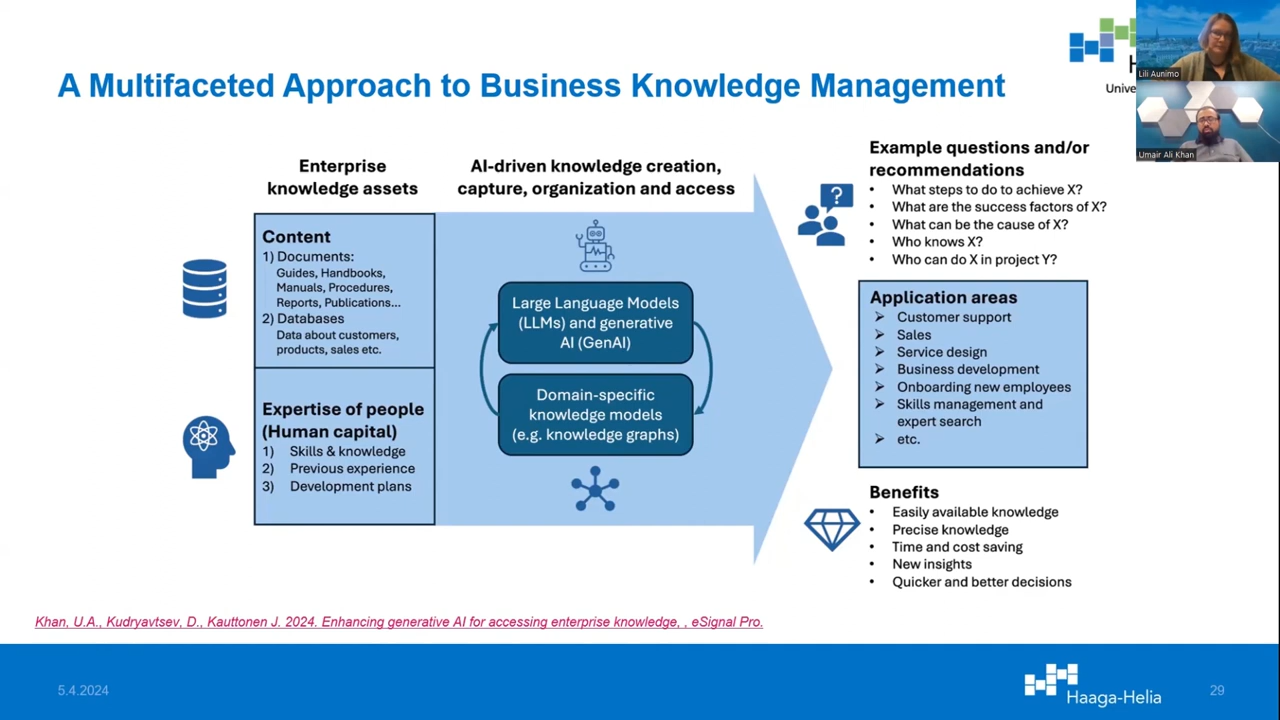 A Multifaceted Approach to Business Knowledge Management
H
Unive
Lili Aunimo
Umair Ali Khan
Enterprise
knowledge assets
Content
1) Documents:
Guides, Handbooks,
Manuals, Procedures,
Reports, Publications...
2) Databases
Data about customers,
products, sales etc.
Expertise of people
(Human capital)
1) Skills & knowledge
2) Previous experience
3) Development plans
AI-driven knowledge creation,
capture, organization and access
Large Language Models
(LLMs) and generative
AI (GenAI)
Domain-specific
knowledge models
(e.g. knowledge graphs)
?
Example questions and/or
recommendations
• What steps to do to achieve X?
• What are the success factors of X?
• What can be the cause of X?
• Who knows X?
• Who can do X in project Y?
Application areas
➢ Customer support
➢ Sales
➢ Service design
➢ Business development
➢ Onboarding new employees
➢ Skills management and
expert search
➢ etc.
Benefits
• Easily available knowledge
• Precise knowledge
• Time and cost saving
• New insights
• Quicker and better decisions
Khan, U.A., Kudryavtsev, D., Kauttonen J. 2024. Enhancing generative AI for accessing enterprise knowledge, , eSignal Pro.
5.4.2024
Haaga-Helia
29